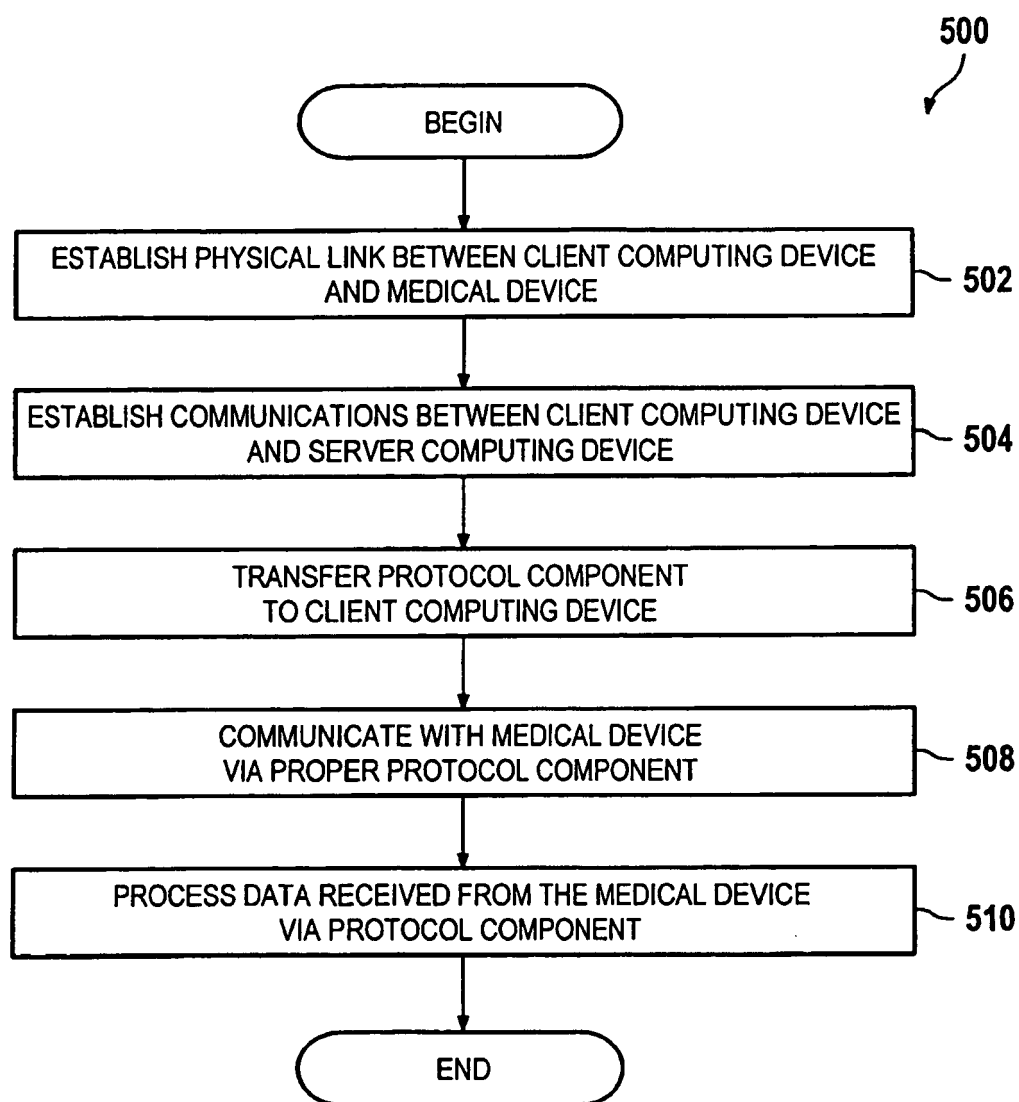 500
BEGIN
ESTABLISH PHYSICAL LINK BETWEEN CLIENT COMPUTING DEVICE
AND MEDICAL DEVICE
502
ESTABLISH COMMUNICATIONS BETWEEN CLIENT COMPUTING DEVICE
AND SERVER COMPUTING DEVICE
504
TRANSFER PROTOCOL COMPONENT
TO CLIENT COMPUTING DEVICE
506
COMMUNICATE WITH MEDICAL DEVICE
VIA PROPER PROTOCOL COMPONENT
508
PROCESS DATA RECEIVED FROM THE MEDICAL DEVICE
VIA PROTOCOL COMPONENT
510
END